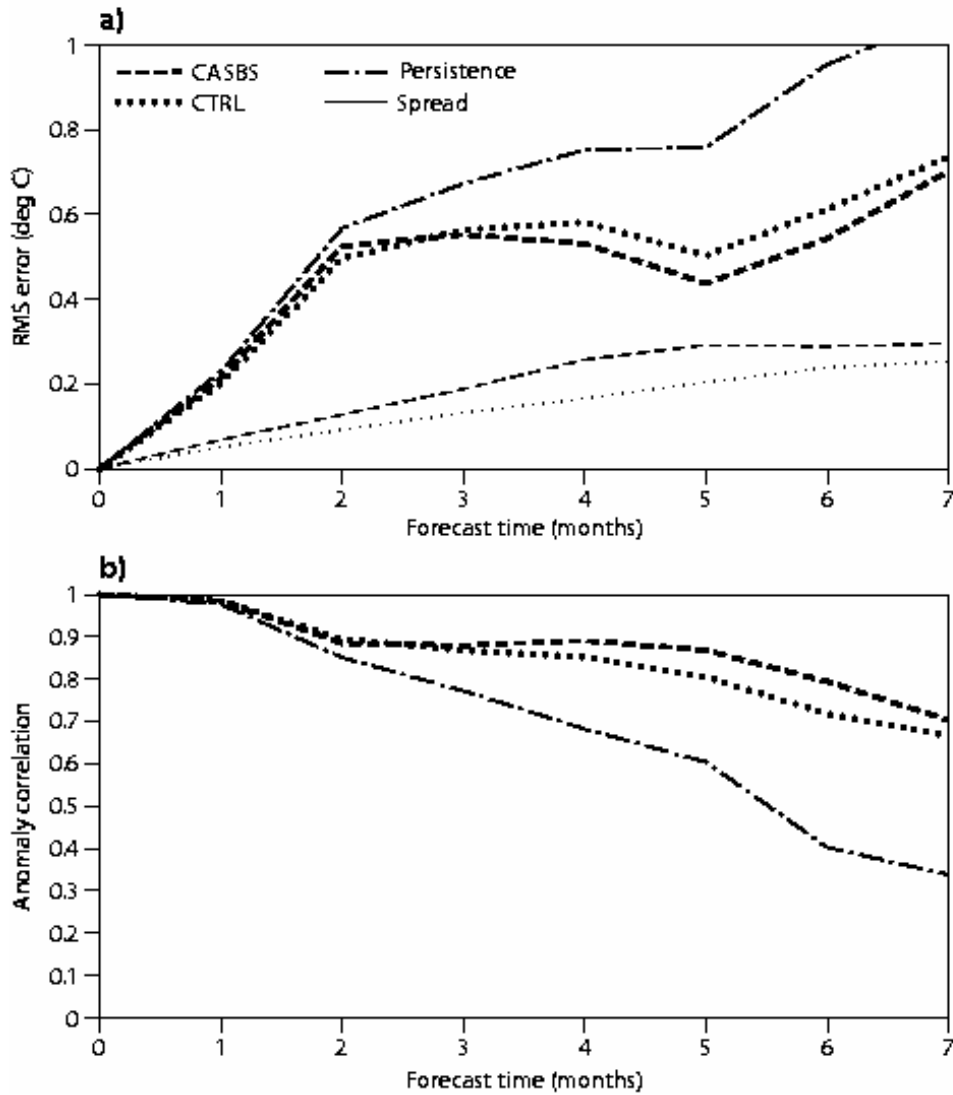 a)
1
0.8
0.6
0.4
0.2
0
CASBS
Persistence
CTRL
Spread
RMS error (deg C)
0 1 2 3 4 5 6 7
Forecast time (months)
b)
1
0.9
0.8
0.7
0.6
0.5
0.4
0.3
0.2
0.1
0
Anomaly correlation
0 1 2 3 4 5 6 7
Forecast time (months)